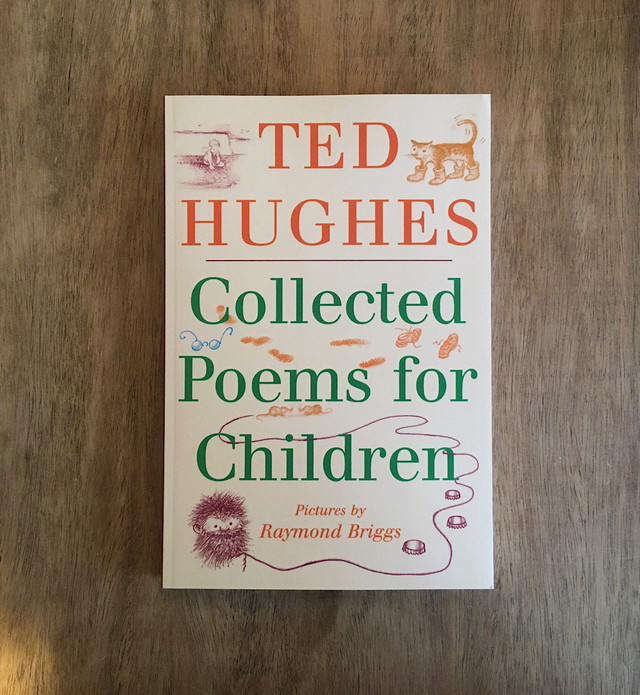 TED
HUGHES
Collected
Poems for
Children
Pictures by
Raymond Briggs